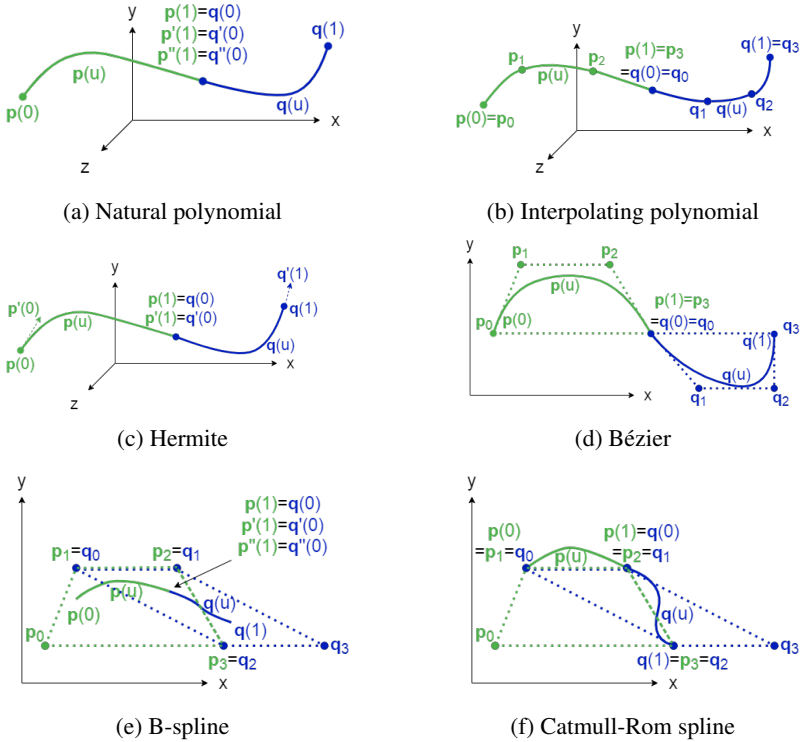 p(1)=q(0)
p'(1)=q'(0)
p"(1)=q"(0)
y
q(1)
p(u)
p(0)
q(u)
x
z
(a) Natural polynomial
y
p(1)=p3
q(1)=q3
p1
p2
p(u)
=q(0)=q0
p(0)=p0
q1
q(u)
q2
x
z
(b) Interpolating polynomial
y
q'(1)
p'(0)
p(u)
p(1)=q(0)
p'(1)=q'(0)
q(1)
p(0)
q(u)
x
z
(c) Hermite
y
p1
p2
p(u)
p(1)=p3
p0
p(0)
=q(0)=q0
q3
q(1)
q(u)
q1
q2
x
(d) Bézier
y
p(1)=q(0)
p'(1)=q'(0)
p"(1)=q"(0)
p1=q0
p2=q1
p(u)
p(0)
q(u)
q(1)
p0
q3
p3=q2
x
(e) B-spline
y
p(0)
=p1=q0
p(1)=q(0)
=p2=q1
p(u)
q(u)
p0
q3
q(1)=p3=q2
x
(f) Catmull-Rom spline